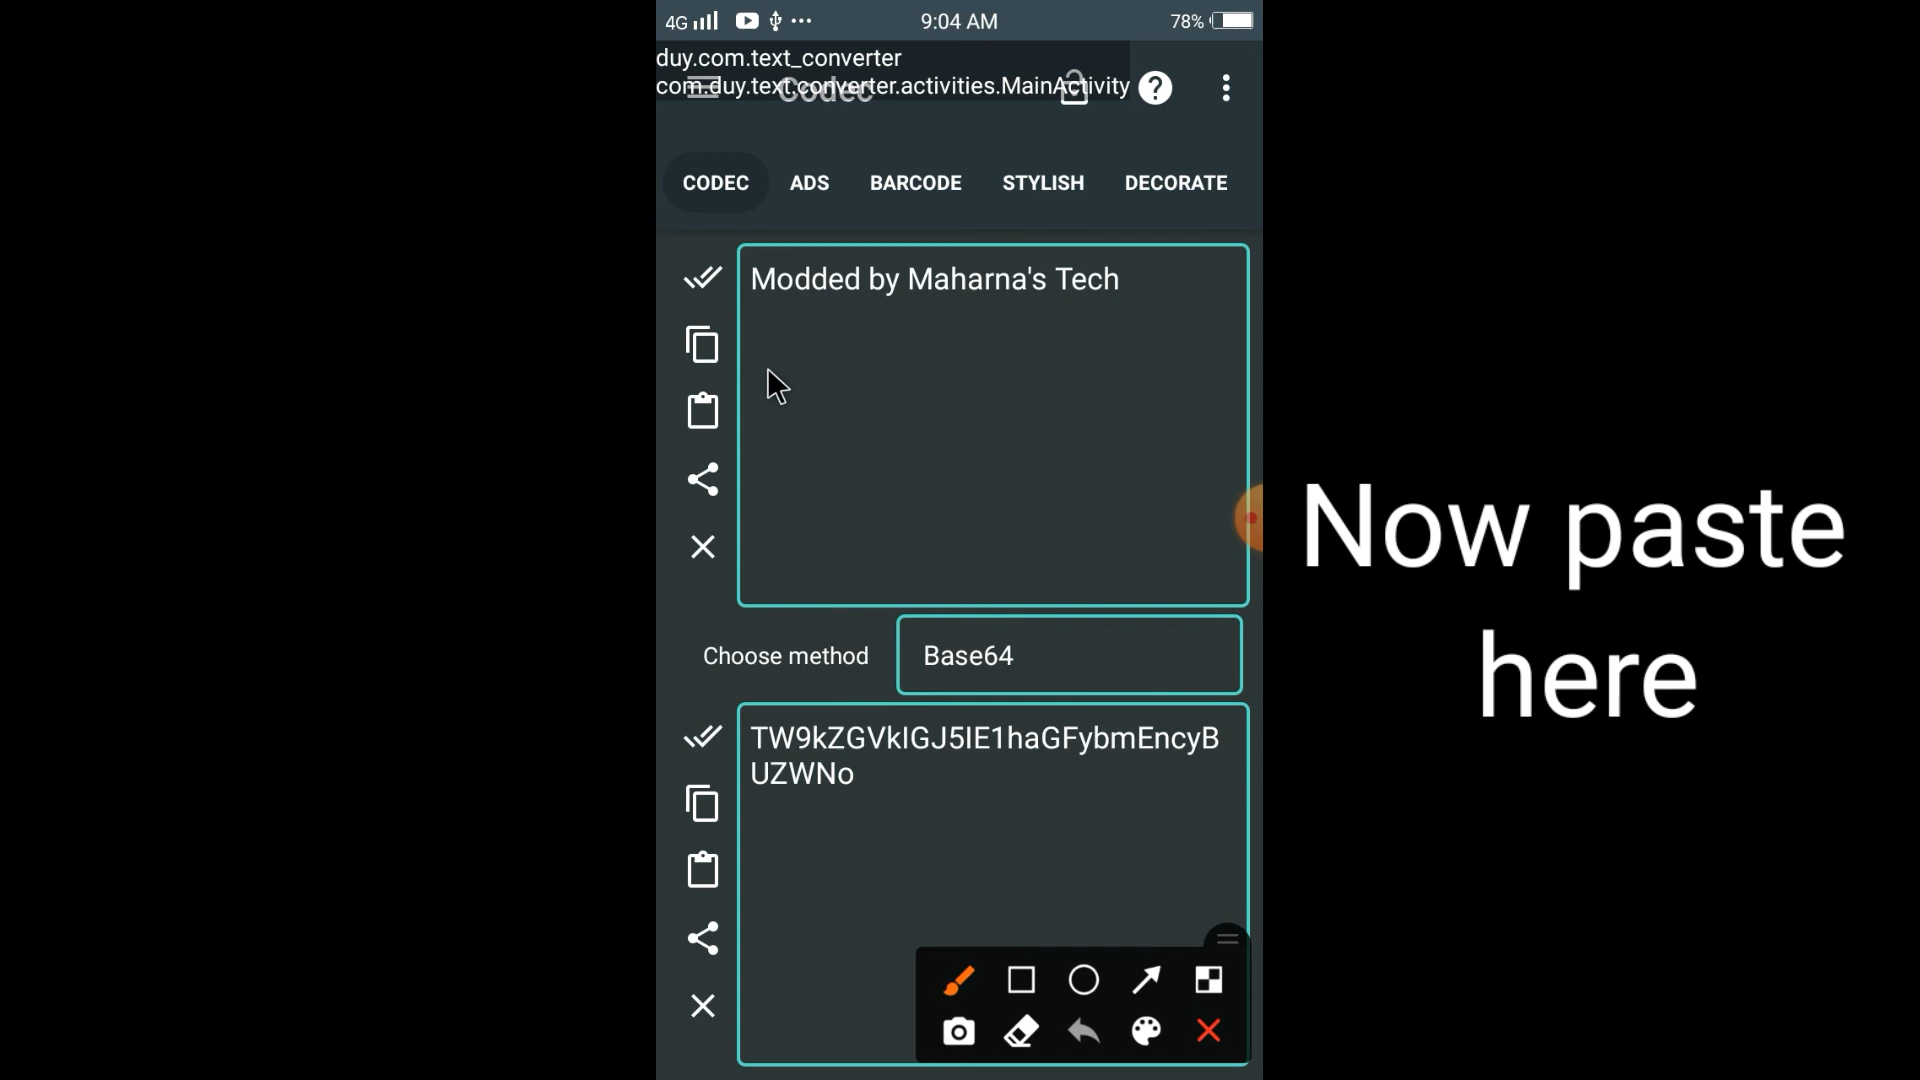 4G
9:04 AM
78%
duy.com.text_converter
com.duy.text.converter.activities.MainActivity
Codec
CODEC
ADS
BARCODE
STYLISH
DECORATE
Modded by Maharna's Tech
Choose method
Base64
TW9kZGVkIGJ5IE1haGFybmEncyB
UZWNo
Now paste
here